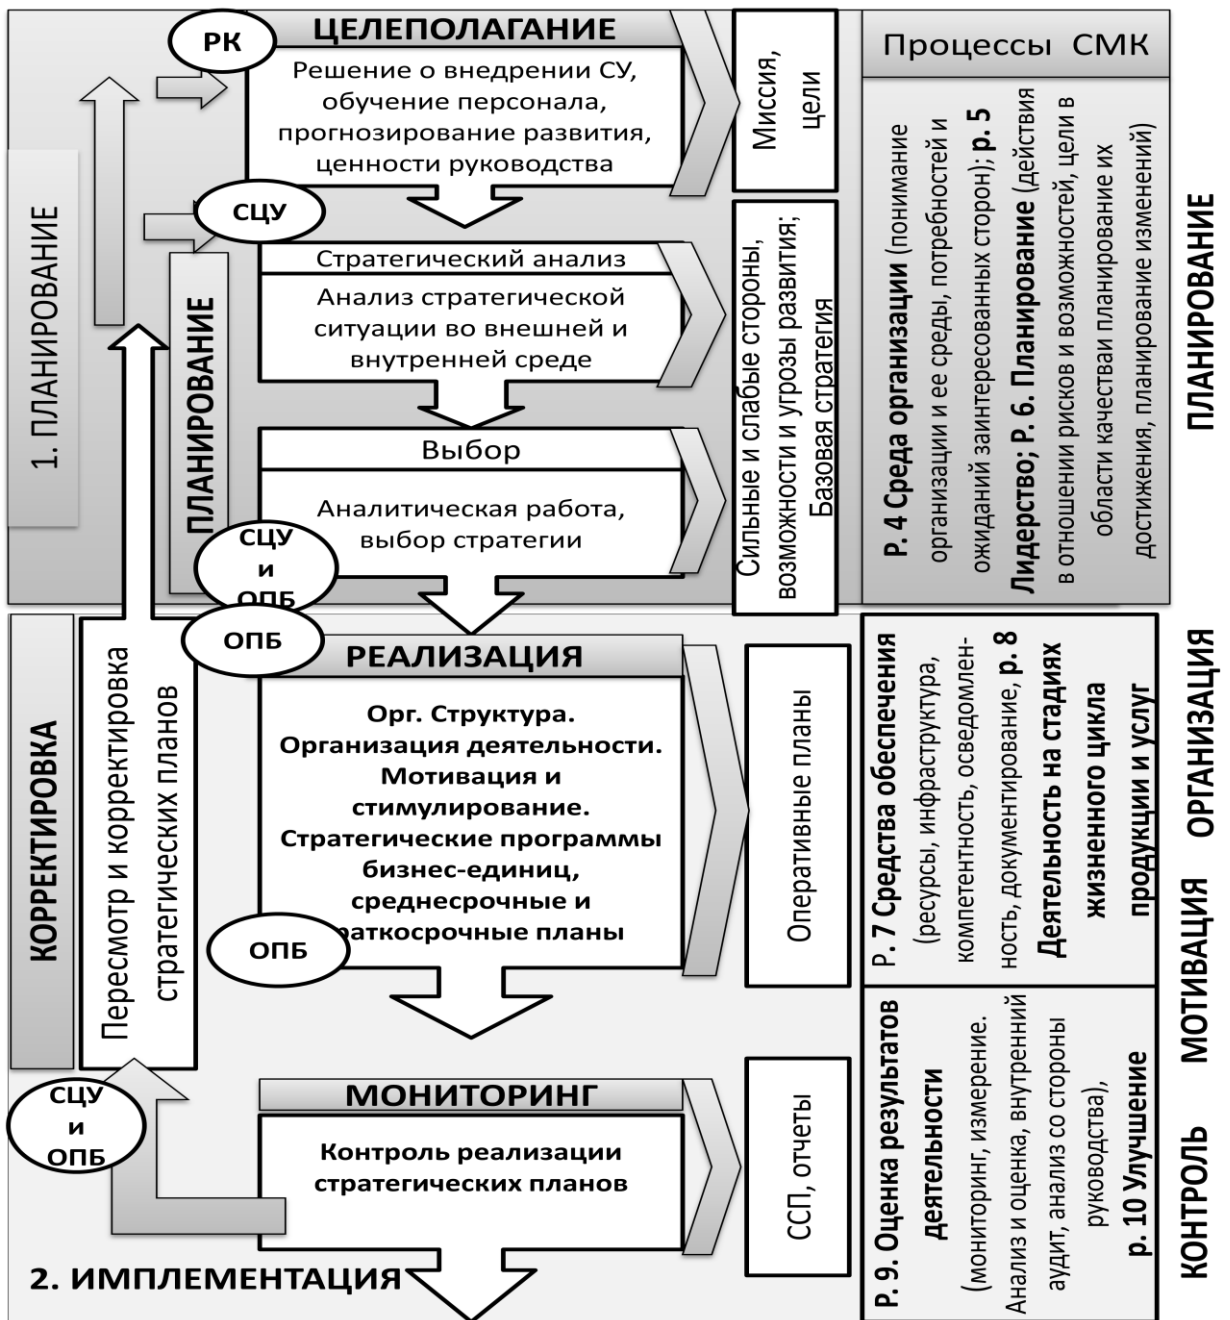 РК
ЦЕЛЕПОЛАГАНИЕ
Решение о внедрении СУ,
обучение персонала,
прогнозирование развития,
ценности руководства
Миссия,
цели
Процессы СМК
1. ПЛАНИРОВАНИЕ
СЦУ
ПЛАНИРОВАНИЕ
Стратегический анализ
Анализ стратегической
ситуации во внешней и
внутренней среде
Выбор
Аналитическая работа,
выбор стратегии
СЦУ
и
ОПБ
Сильные и слабые стороны,
возможности и угрозы развития;
Базовая стратегия
Р. 4 Среда организации (понимание
организации и ее среды, потребностей и
ожиданий заинтересованных сторон); р. 5
Лидерство; Р. 6. Планирование (действия
в отношении рисков и возможностей, цели в
области качестваи планирование их
достижения, планирование изменений)
ПЛАНИРОВАНИЕ
КОРРЕКТИРОВКА
Пересмотр и корректировка
стратегических планов
ОПБ
РЕАЛИЗАЦИЯ
Орг. Структура.
Организация деятельности.
Мотивация и
стимулирование.
Стратегические программы
бизнес-единиц,
среднесрочные и
раткосрочные планы
ОПБ
Оперативные планы
Р. 7 Средства обеспечения
(ресурсы, инфраструктура,
компетентность, осведомлен-
ность, документирование, р. 8
Деятельность на стадиях
жизненного цикла
продукции и услуг
ОРГАНИЗАЦИЯ
МОТИВАЦИЯ
СЦУ
и
ОПБ
МОНИТОРИНГ
Контроль реализации
стратегических планов
ССП, отчеты
Р. 9. Оценка результатов
деятельности
(мониторинг, измерение.
Анализ и оценка, внутренний
аудит, анализ со стороны
руководства),
р. 10 Улучшение
КОНТРОЛЬ
2. ИМПЛЕМЕНТАЦИЯ